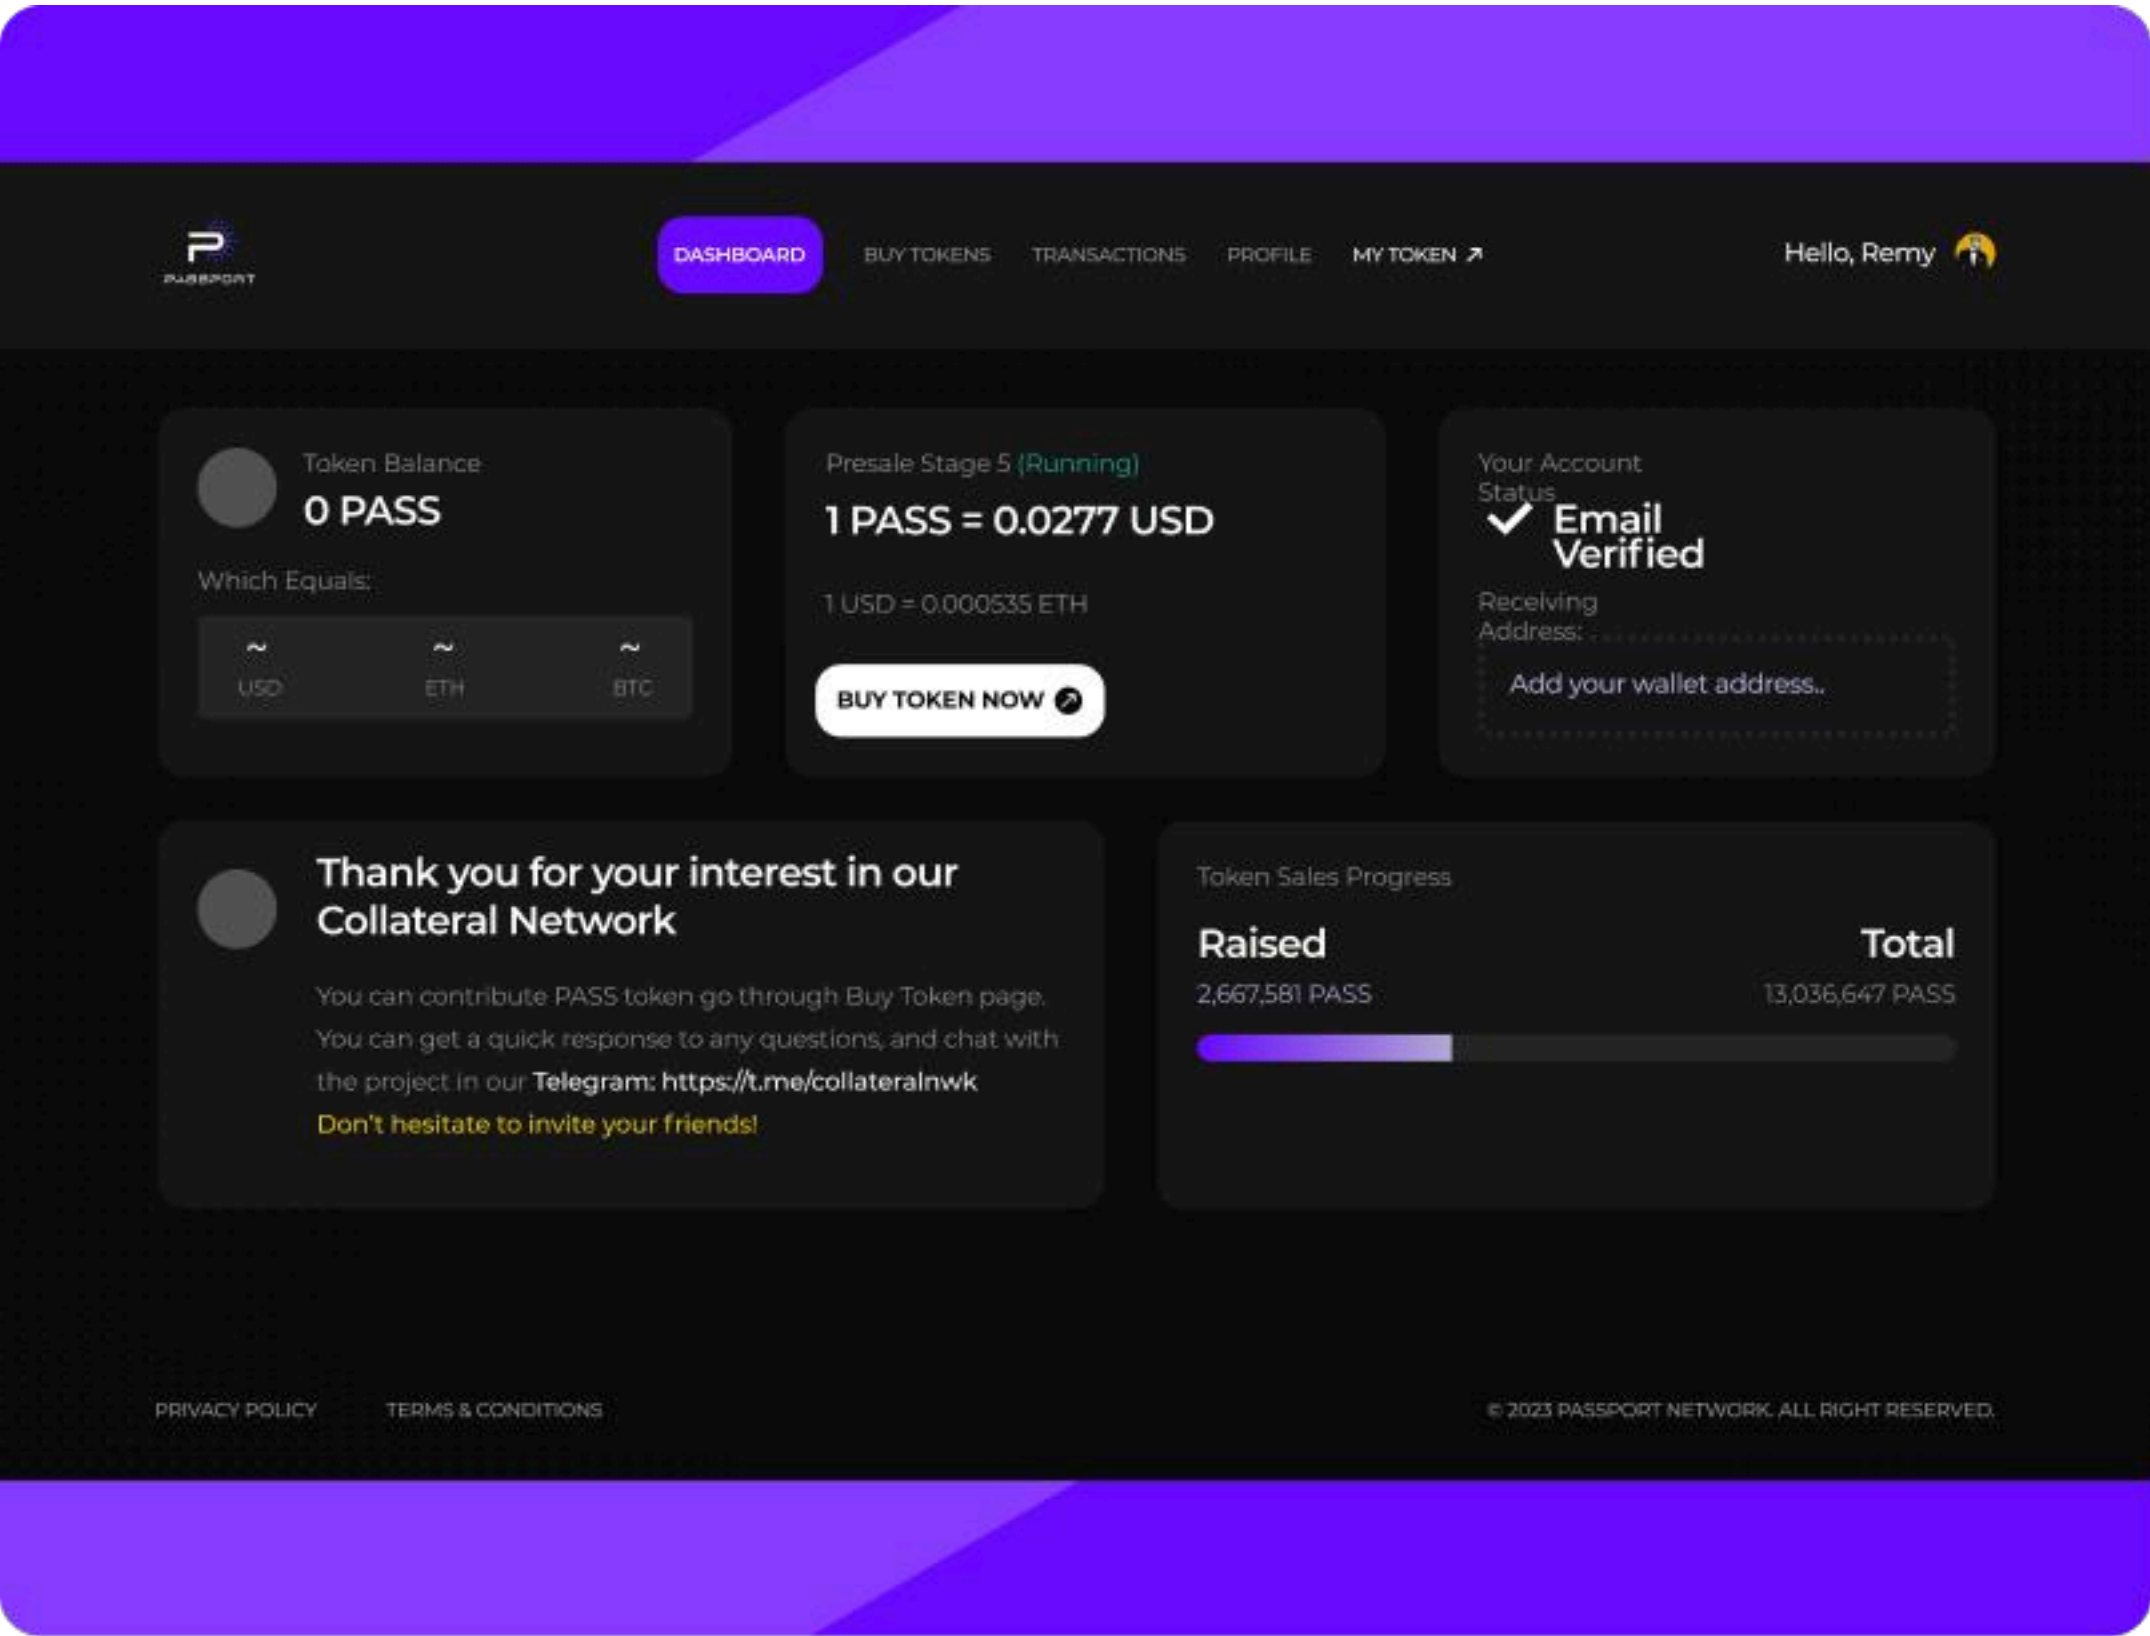 PASSPORT
DASHBOARD
BUY TOKENS
TRANSACTIONS
PROFILE
MY TOKEN
Hello, Remy
Token Balance
0 PASS
Which Equals:
~ ~ ~
USD ETH BTC
Presale Stage 5 (Running)
1 PASS = 0.0277 USD
1 USD = 0.000535 ETH
BUY TOKEN NOW
Your Account
Status
Email
Verified
Receiving
Address:
Add your wallet address..
Thank you for your interest in our
Collateral Network
You can contribute PASS token go through Buy Token page.
You can get a quick response to any questions, and chat with
the project in our Telegram: https://t.me/collateralnwk
Don't hesitate to invite your friends!
Token Sales Progress
Raised Total
2,667,581 PASS 13,036,647 PASS
PRIVACY POLICY
TERMS & CONDITIONS
© 2023 PASSPORT NETWORK. ALL RIGHT RESERVED.